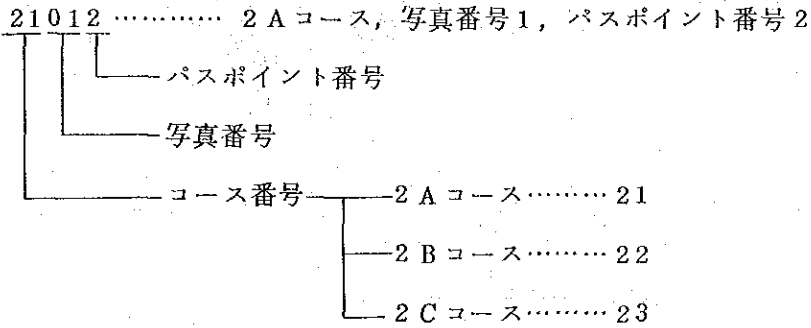 21012 ………… 2Aコース, 写真番号1, パスポイント番号2
パスポイント番号
写真番号
コース番号 2Aコース……… 21
2Bコース……… 22
2Cコース……… 23